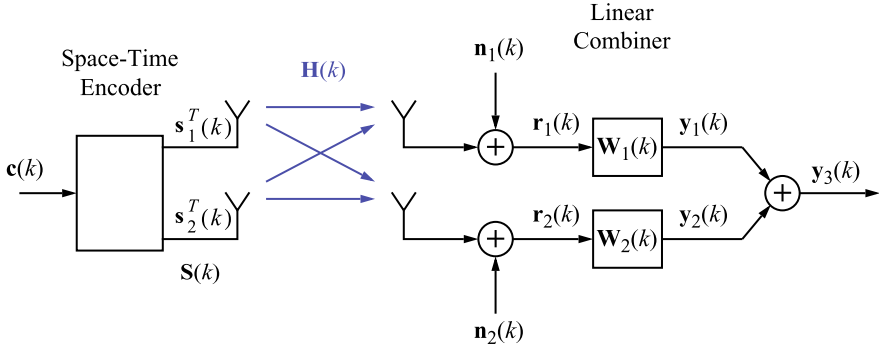 Linear
Combiner
Space-Time
Encoder
n₁(k)
H(k)
s₁ᵀ(k)
r₁(k)
y₁(k)
+
W₁(k)
c(k)
y₃(k)
+
s₂ᵀ(k)
r₂(k)
y₂(k)
+
W₂(k)
S(k)
n₂(k)